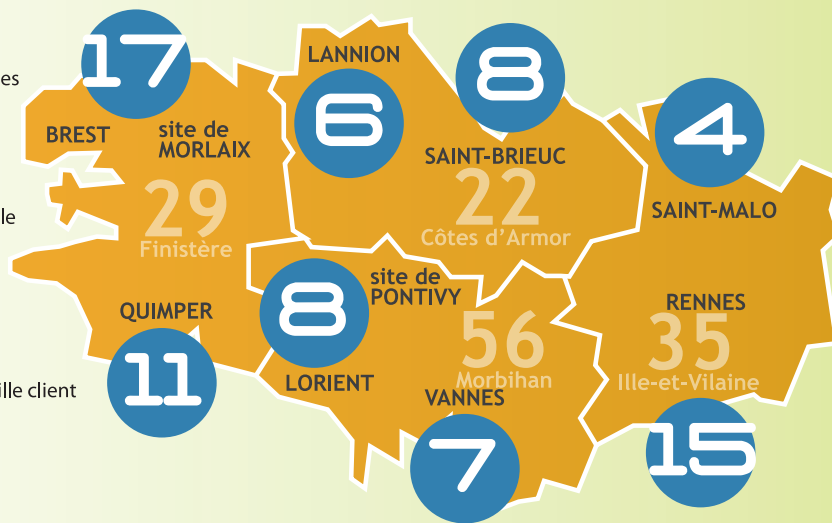 17
LANNION
8
es
6
4
BREST
site de
MORLAIX
SAINT-BRIEUC
29
Finistère
22
Côtes d'Armor
SAINT-MALO
le
8
site de
PONTIVY
QUIMPER
RENNES
56
Morbihan
35
Ille-et-Vilaine
11
LORIENT
VANNES
ille client
7
15